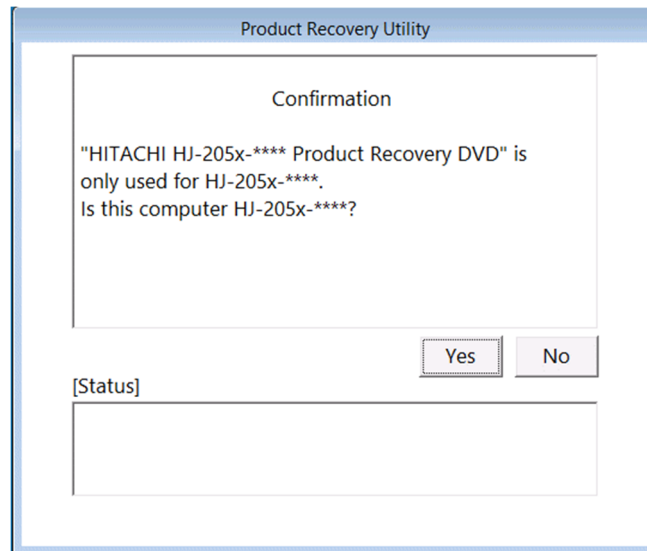 Product Recovery Utility
Confirmation
"HITACHI HJ-205x-**** Product Recovery DVD" is
only used for HJ-205x-****.
Is this computer HJ-205x-****?
Yes No
[Status]